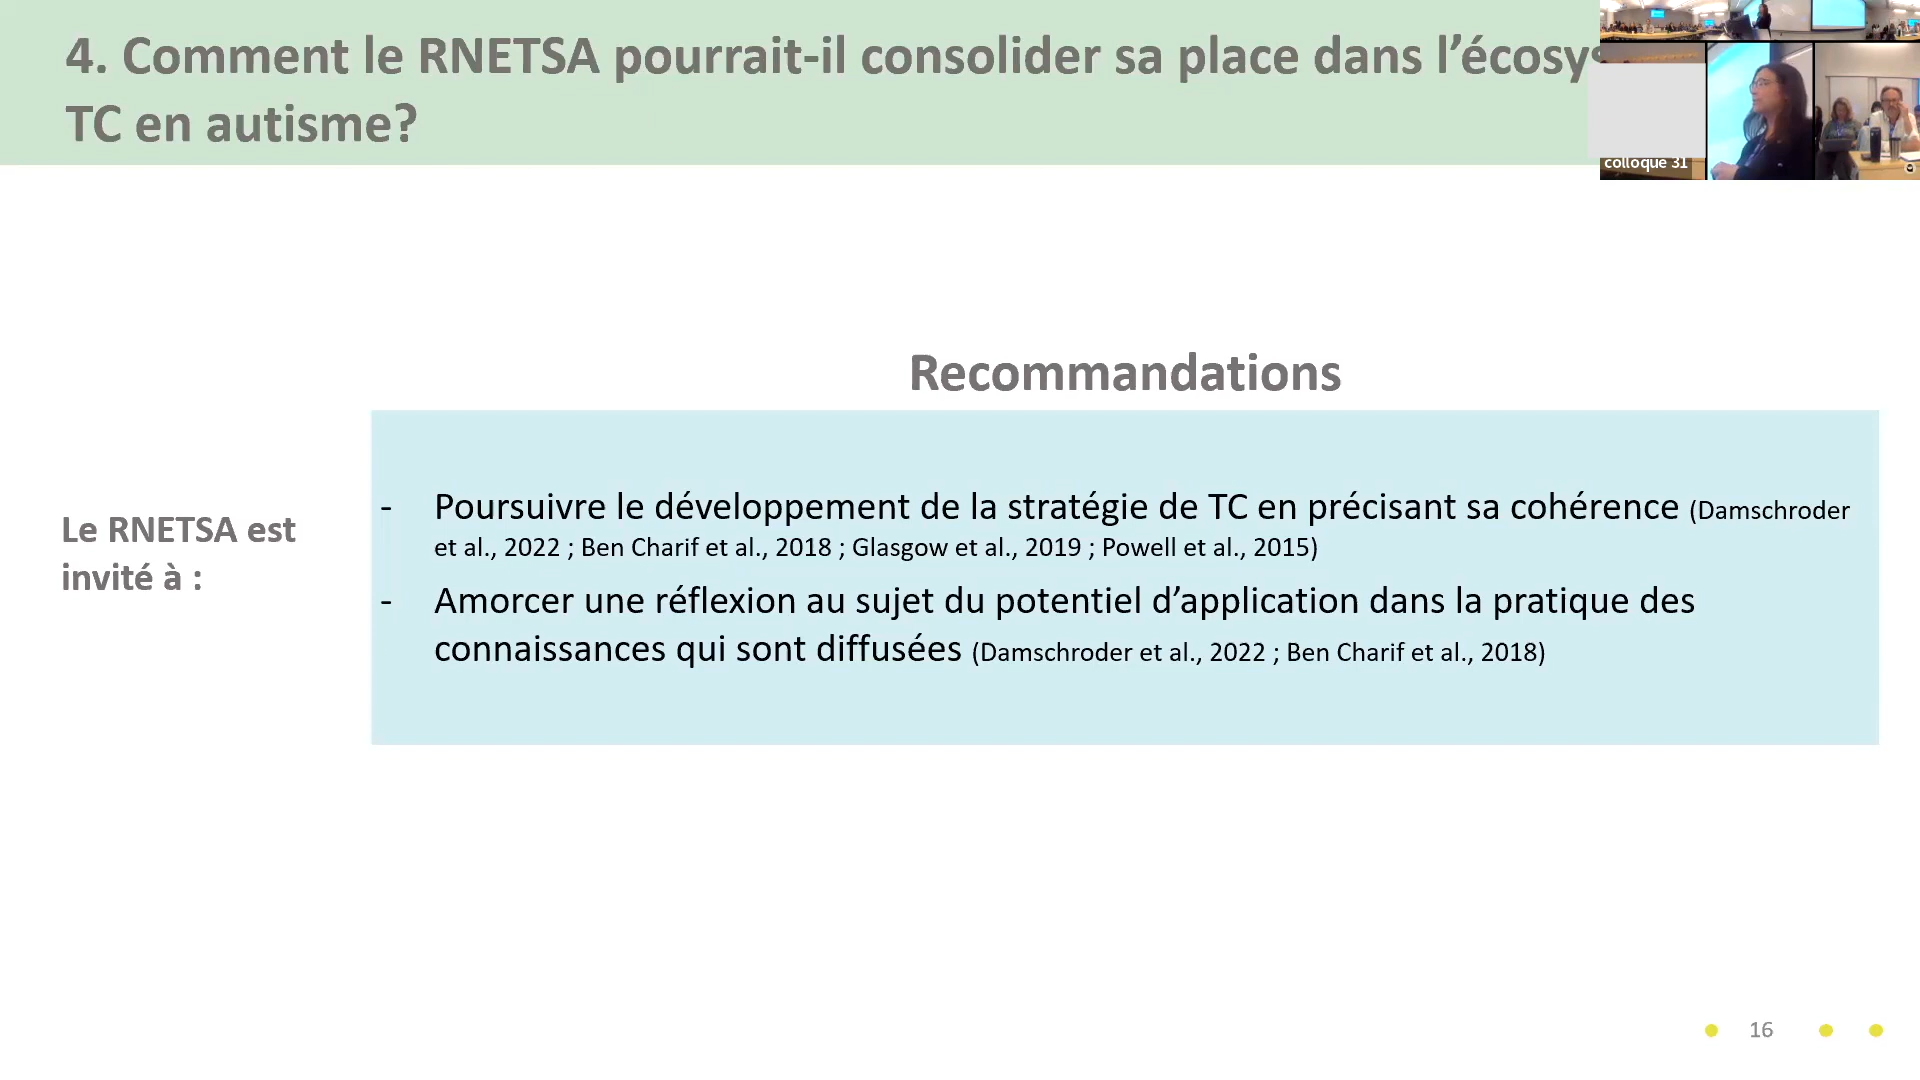 4. Comment le RNETSA pourrait-il consolider sa place dans l’écosy
TC en autisme?
colloque 31
Recommandations
Le RNETSA est
invité à :
- Poursuivre le développement de la stratégie de TC en précisant sa cohérence (Damschroder
et al., 2022 ; Ben Charif et al., 2018 ; Glasgow et al., 2019 ; Powell et al., 2015)
- Amorcer une réflexion au sujet du potentiel d’application dans la pratique des
connaissances qui sont diffusées (Damschroder et al., 2022 ; Ben Charif et al., 2018)
16